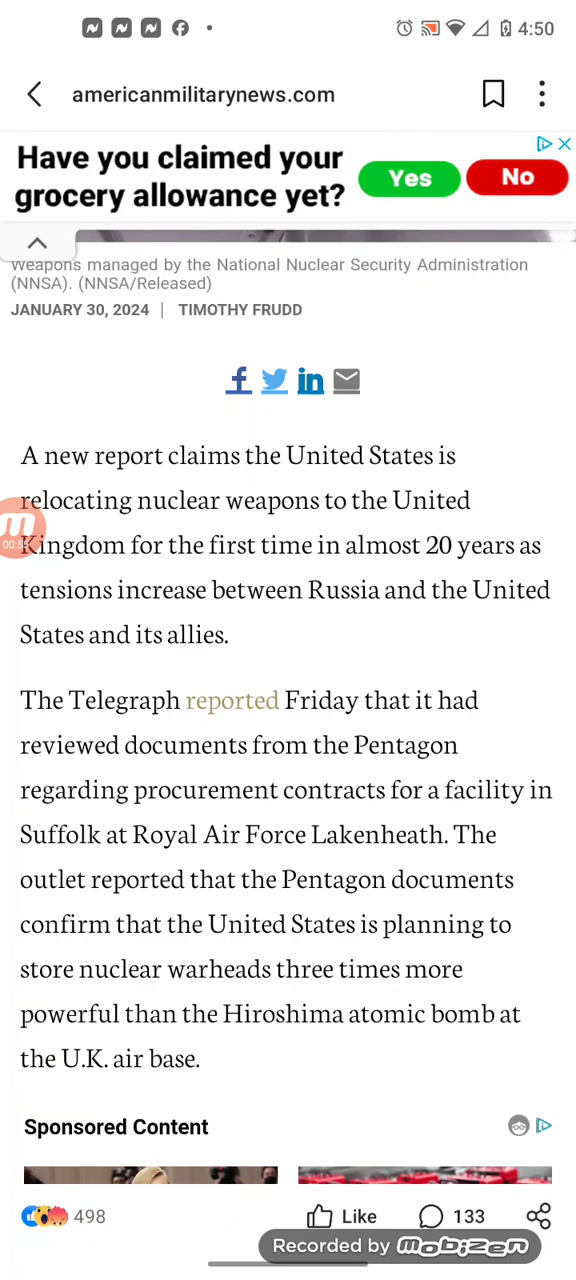 4:50
americanmilitarynews.com
Have you claimed your
grocery allowance yet?
Yes
No
Weapons managed by the National Nuclear Security Administration
(NNSA). (NNSA/Released)
JANUARY 30, 2024 | TIMOTHY FRUDD
A new report claims the United States is
relocating nuclear weapons to the United
Kingdom for the first time in almost 20 years as
tensions increase between Russia and the United
States and its allies.
The Telegraph reported Friday that it had
reviewed documents from the Pentagon
regarding procurement contracts for a facility in
Suffolk at Royal Air Force Lakenheath. The
outlet reported that the Pentagon documents
confirm that the United States is planning to
store nuclear warheads three times more
powerful than the Hiroshima atomic bomb at
the U.K. air base.
Sponsored Content
498
Like
133
Recorded by mobizen